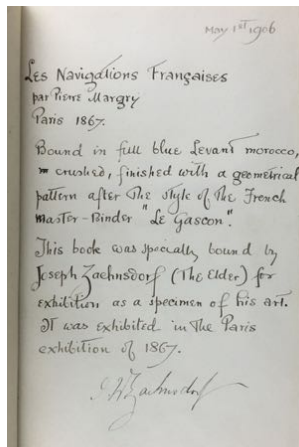 May 1st 1906
Les Navigations Françaises
par Pierre Margry
Paris 1867.
Bound in full blue Levant morocco,
crushed, finished with a geometrical
pattern after the style of the French
master-binder "Le Gascon".
This book was specially bound by
Joseph Zaehnsdorf (The Elder) for
exhibition as a specimen of his art.
It was exhibited in the Paris
exhibition of 1867.
Zaehnsdorf